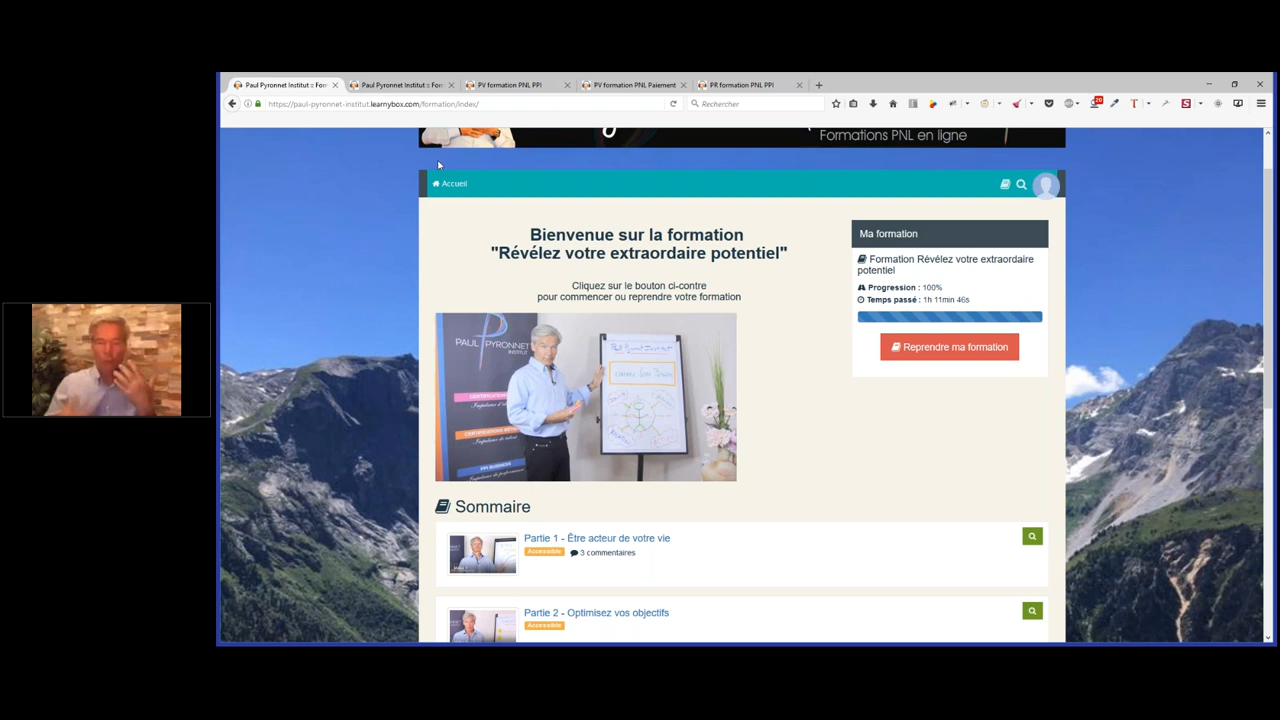 Paul Pyronnet Institut :: For
Paul Pyronnet Institut :: For
PV formation PNL PPI
PV formation PNL Paiement
PR formation PNL PPI
https://paul-pyronnet-institut.learnybox.com/formation/index/
Rechercher
20
Formations PNL en ligne
Accueil
Bienvenue sur la formation
"Révélez votre extraordaire potentiel"
Cliquez sur le bouton ci-contre
pour commencer ou reprendre votre formation
PAUL PYRONNET
INSTITUT
Ma formation
Formation Révélez votre extraordaire
potentiel
Progression : 100%
Temps passé : 1h 11min 46s
Reprendre ma formation
Sommaire
Partie 1 - Être acteur de votre vie
Accessible 3 commentaires
Partie 2 - Optimisez vos objectifs
Accessible